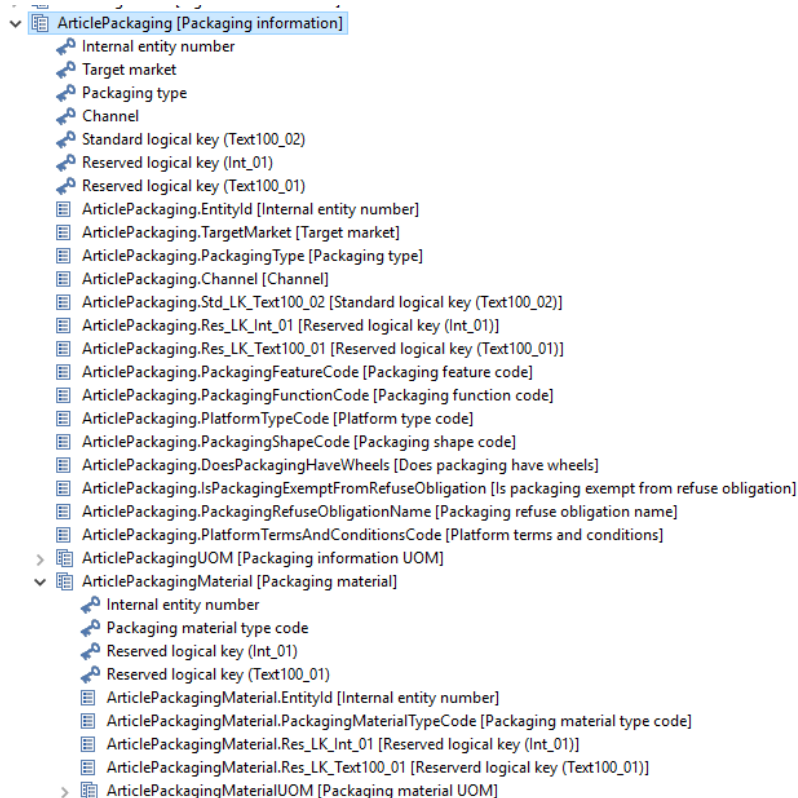 ArticlePackaging [Packaging information]
Internal entity number
Target market
Packaging type
Channel
Standard logical key (Text100_02)
Reserved logical key (Int_01)
Reserved logical key (Text100_01)
ArticlePackaging.EntityId [Internal entity number]
ArticlePackaging.TargetMarket [Target market]
ArticlePackaging.PackagingType [Packaging type]
ArticlePackaging.Channel [Channel]
ArticlePackaging.Std_LK_Text100_02 [Standard logical key (Text100_02)]
ArticlePackaging.Res_LK_Int_01 [Reserved logical key (Int_01)]
ArticlePackaging.Res_LK_Text100_01 [Reserved logical key (Text100_01)]
ArticlePackaging.PackagingFeatureCode [Packaging feature code]
ArticlePackaging.PackagingFunctionCode [Packaging function code]
ArticlePackaging.PlatformTypeCode [Platform type code]
ArticlePackaging.PackagingShapeCode [Packaging shape code]
ArticlePackaging.DoesPackagingHaveWheels [Does packaging have wheels]
ArticlePackaging.IsPackagingExemptFromRefuseObligation [Is packaging exempt from refuse obligation]
ArticlePackaging.PackagingRefuseObligationName [Packaging refuse obligation name]
ArticlePackaging.PlatformTermsAndConditionsCode [Platform terms and conditions]
ArticlePackagingUOM [Packaging information UOM]
ArticlePackagingMaterial [Packaging material]
Internal entity number
Packaging material type code
Reserved logical key (Int_01)
Reserved logical key (Text100_01)
ArticlePackagingMaterial.EntityId [Internal entity number]
ArticlePackagingMaterial.PackagingMaterialTypeCode [Packaging material type code]
ArticlePackagingMaterial.Res_LK_Int_01 [Reserved logical key (Int_01)]
ArticlePackagingMaterial.Res_LK_Text100_01 [Reserverd logical key (Text100_01)]
ArticlePackagingMaterialUOM [Packaging material UOM]